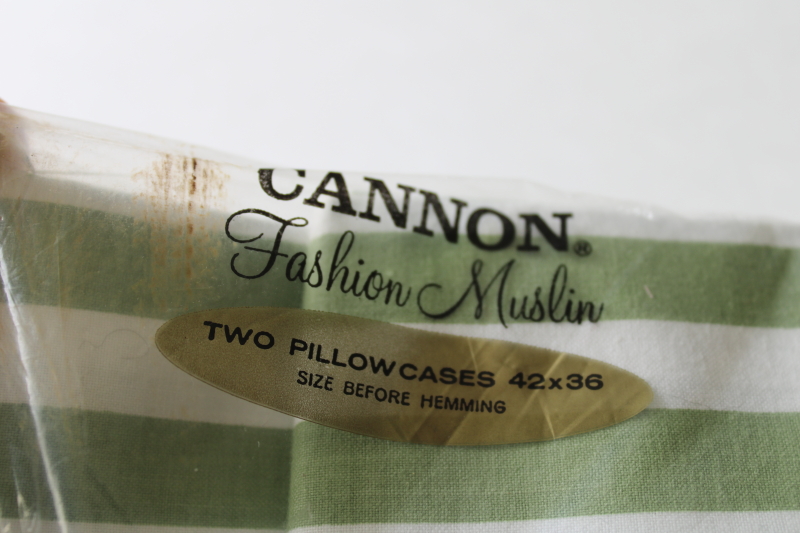 CANNON®
Fashion Muslin
TWO PILLOWCASES 42x36
SIZE BEFORE HEMMING